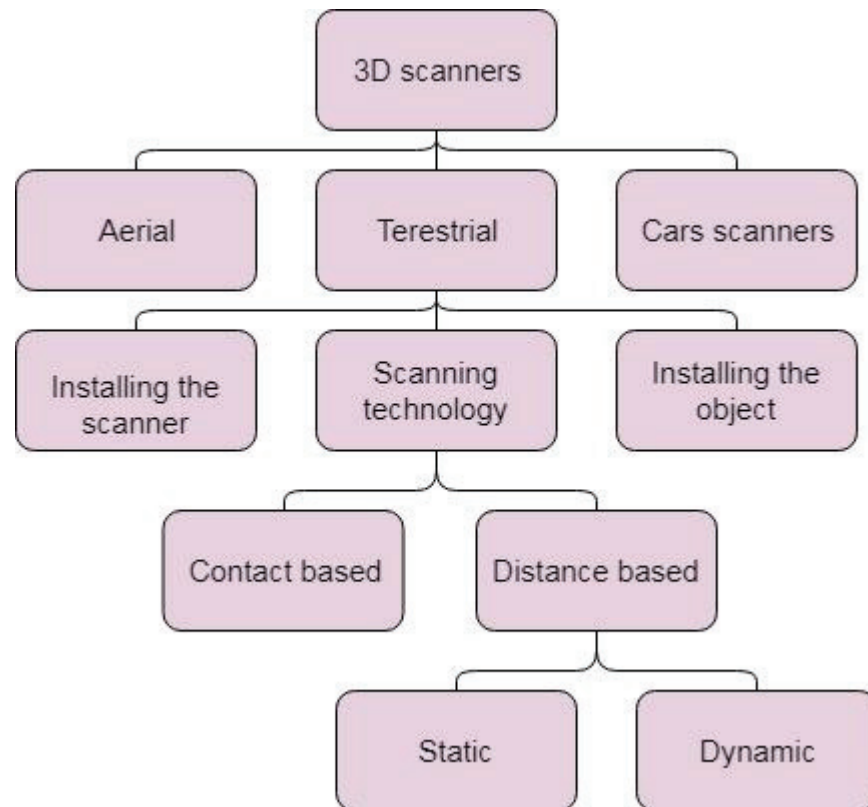 3D scanners
Aerial
Terestrial
Cars scanners
Installing the
scanner
Scanning
technology
Installing the
object
Contact based
Distance based
Static
Dynamic